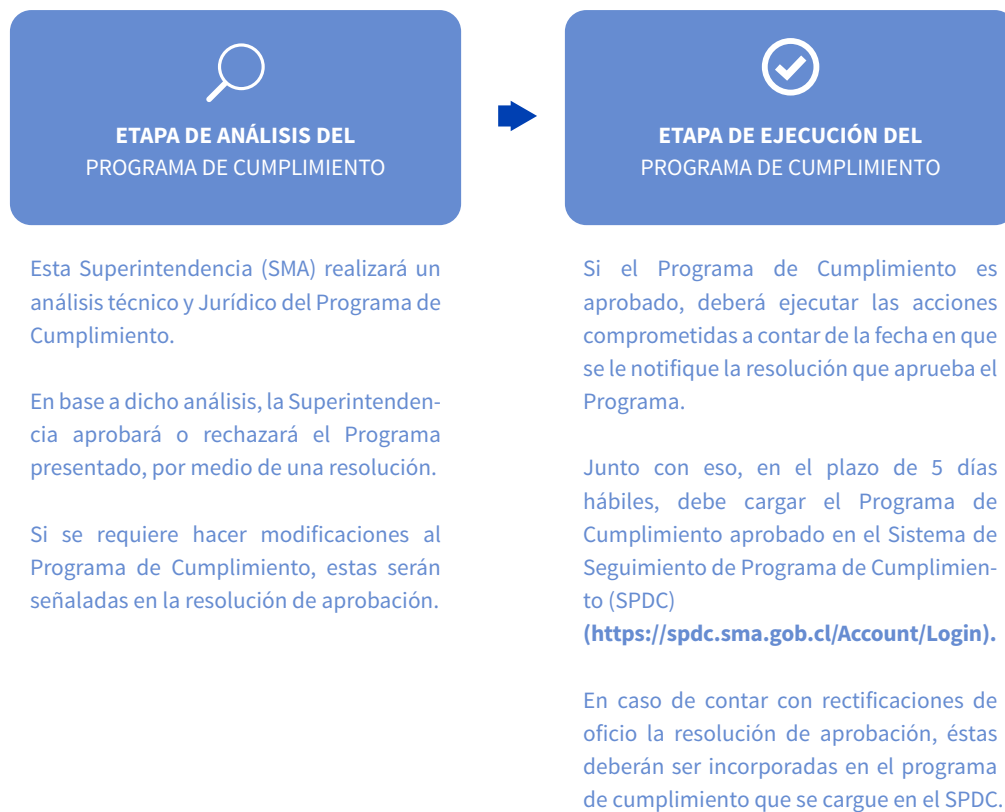 ETAPA DE ANÁLISIS DEL
PROGRAMA DE CUMPLIMIENTO
Esta Superintendencia (SMA) realizará un
análisis técnico y Jurídico del Programa de
Cumplimiento.
En base a dicho análisis, la Superintenden-
cia aprobará o rechazará el Programa
presentado, por medio de una resolución.
Si se requiere hacer modificaciones al
Programa de Cumplimiento, estas serán
señaladas en la resolución de aprobación.
ETAPA DE EJECUCIÓN DEL
PROGRAMA DE CUMPLIMIENTO
Si el Programa de Cumplimiento es
aprobado, deberá ejecutar las acciones
comprometidas a contar de la fecha en que
se le notifique la resolución que aprueba el
Programa.
Junto con eso, en el plazo de 5 días
hábiles, debe cargar el Programa de
Cumplimiento aprobado en el Sistema de
Seguimiento de Programa de Cumplimien-
to (SPDC)
(https://spdc.sma.gob.cl/Account/Login).
En caso de contar con rectificaciones de
oficio la resolución de aprobación, éstas
deberán ser incorporadas en el programa
de cumplimiento que se cargue en el SPDC.